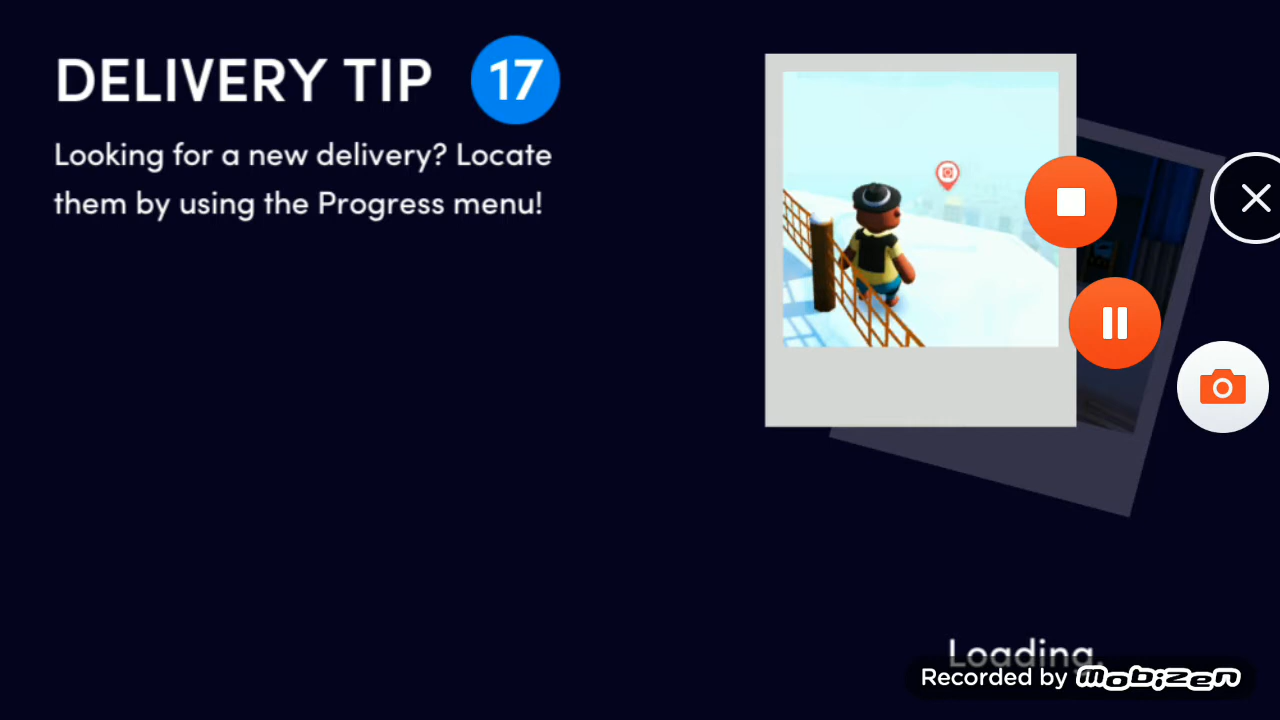 DELIVERY TIP 17
Looking for a new delivery? Locate
them by using the Progress menu!
Loading.
Recorded by mobizen